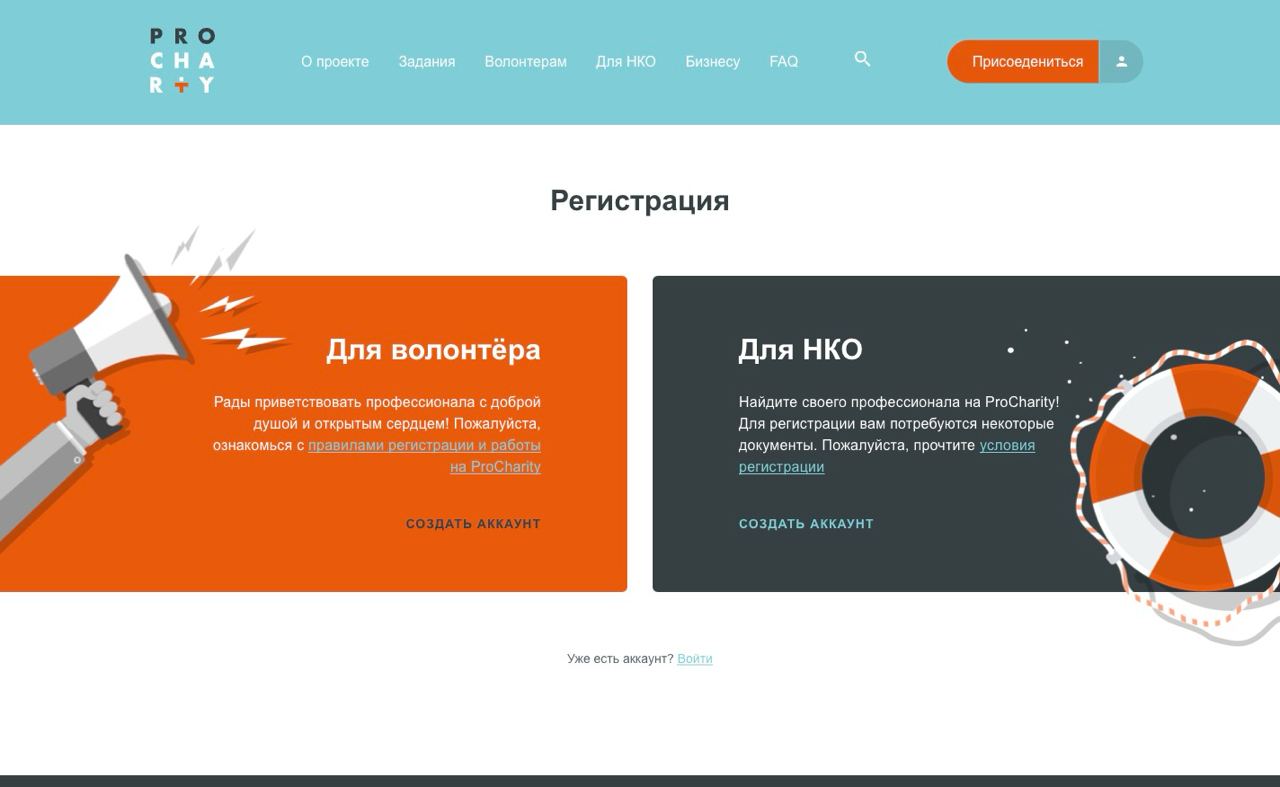 PRO
CHA
R+Y
О проекте
Задания
Волонтерам
Для НКО
Бизнесу
FAQ
Присоедениться
Регистрация
Для волонтёра
Рады приветствовать профессионала с доброй
душой и открытым сердцем! Пожалуйста,
ознакомься с правилами регистрации и работы
на ProCharity
СОЗДАТЬ АККАУНТ
Для НКО
Найдите своего профессионала на ProCharity!
Для регистрации вам потребуются некоторые
документы. Пожалуйста, прочтите условия
регистрации
СОЗДАТЬ АККАУНТ
Уже есть аккаунт? Войти